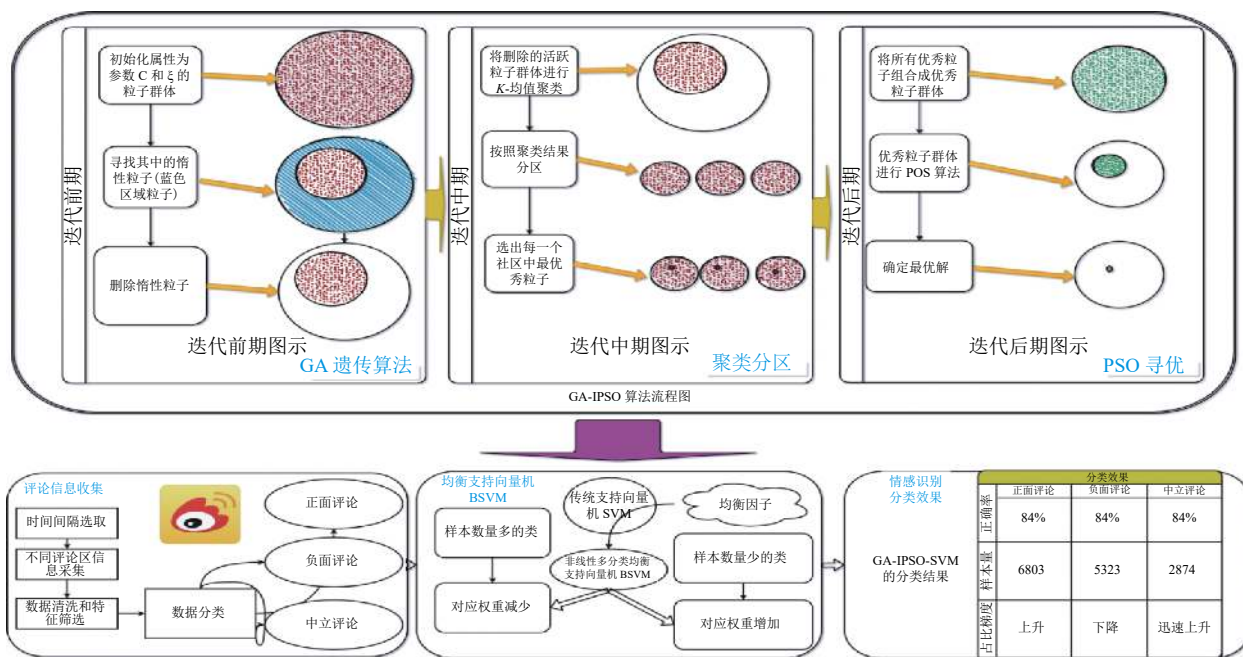 迭代前期
初始化属性为
参数 C 和 ξ 的
粒子群体
寻找其中的惰
性粒子(蓝色
区域粒子)
删除惰性粒子
迭代前期图示
GA 遗传算法
迭代中期
将删除的活跃
粒子群体进行
K-均值聚类
按照聚类结果
分区
选出每一个
社区中最优
秀粒子
迭代中期图示
聚类分区
迭代后期
将所有优秀粒
子组合成优秀
粒子群体
优秀粒子群体
进行 POS 算法
确定最优解
迭代后期图示
PSO 寻优
GA-IPSO 算法流程图
评论信息收集
时间间隔选取
不同评论区信
息采集
数据清洗和特
征筛选
数据分类
正面评论
负面评论
中立评论
均衡支持向量机
BSVM
样本数量多的类
对应权重减少
传统支持向量
机 SVM
均衡因子
非线性多分类均衡
支持向量机 BSVM
样本数量少的类
对应权重增加
情感识别
分类效果
GA-IPSO-SVM
的分类结果
分类效果
正面评论 负面评论 中立评论
正确率 84% 84% 84%
样本量 6803 5323 2874
占比梯度 上升 下降 迅速上升